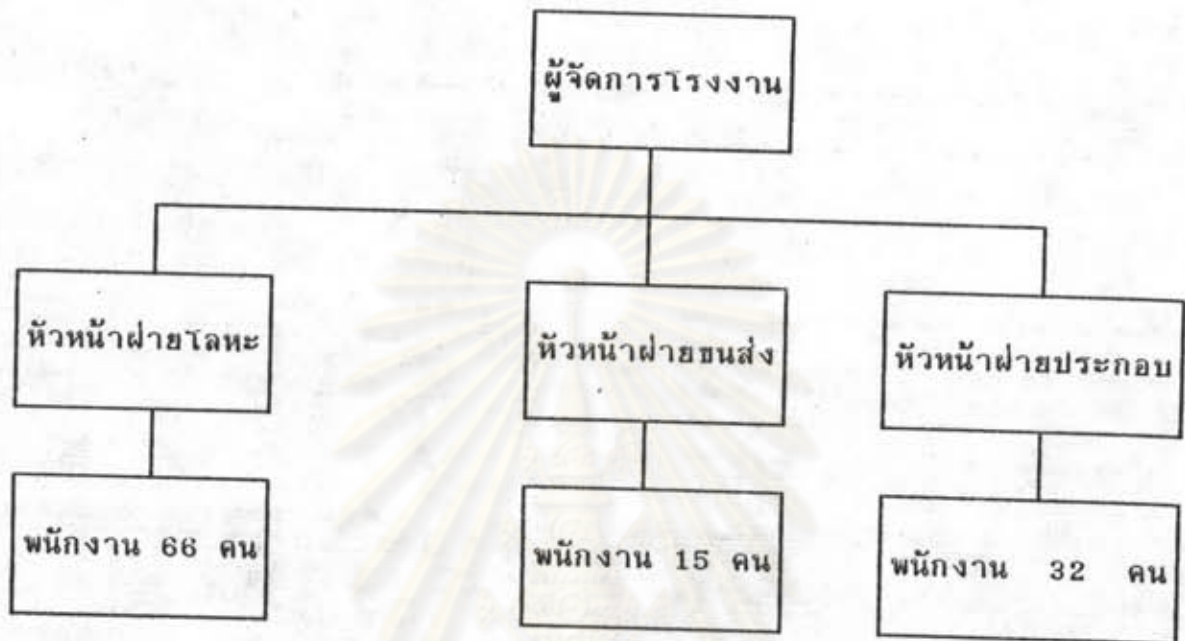 ผู้จัดการโรงงาน
หัวหน้าฝ่ายโลหะ
หัวหน้าฝ่ายขนส่ง
หัวหน้าฝ่ายประกอบ
พนักงาน 66 คน
พนักงาน 15 คน
พนักงาน 32 คน